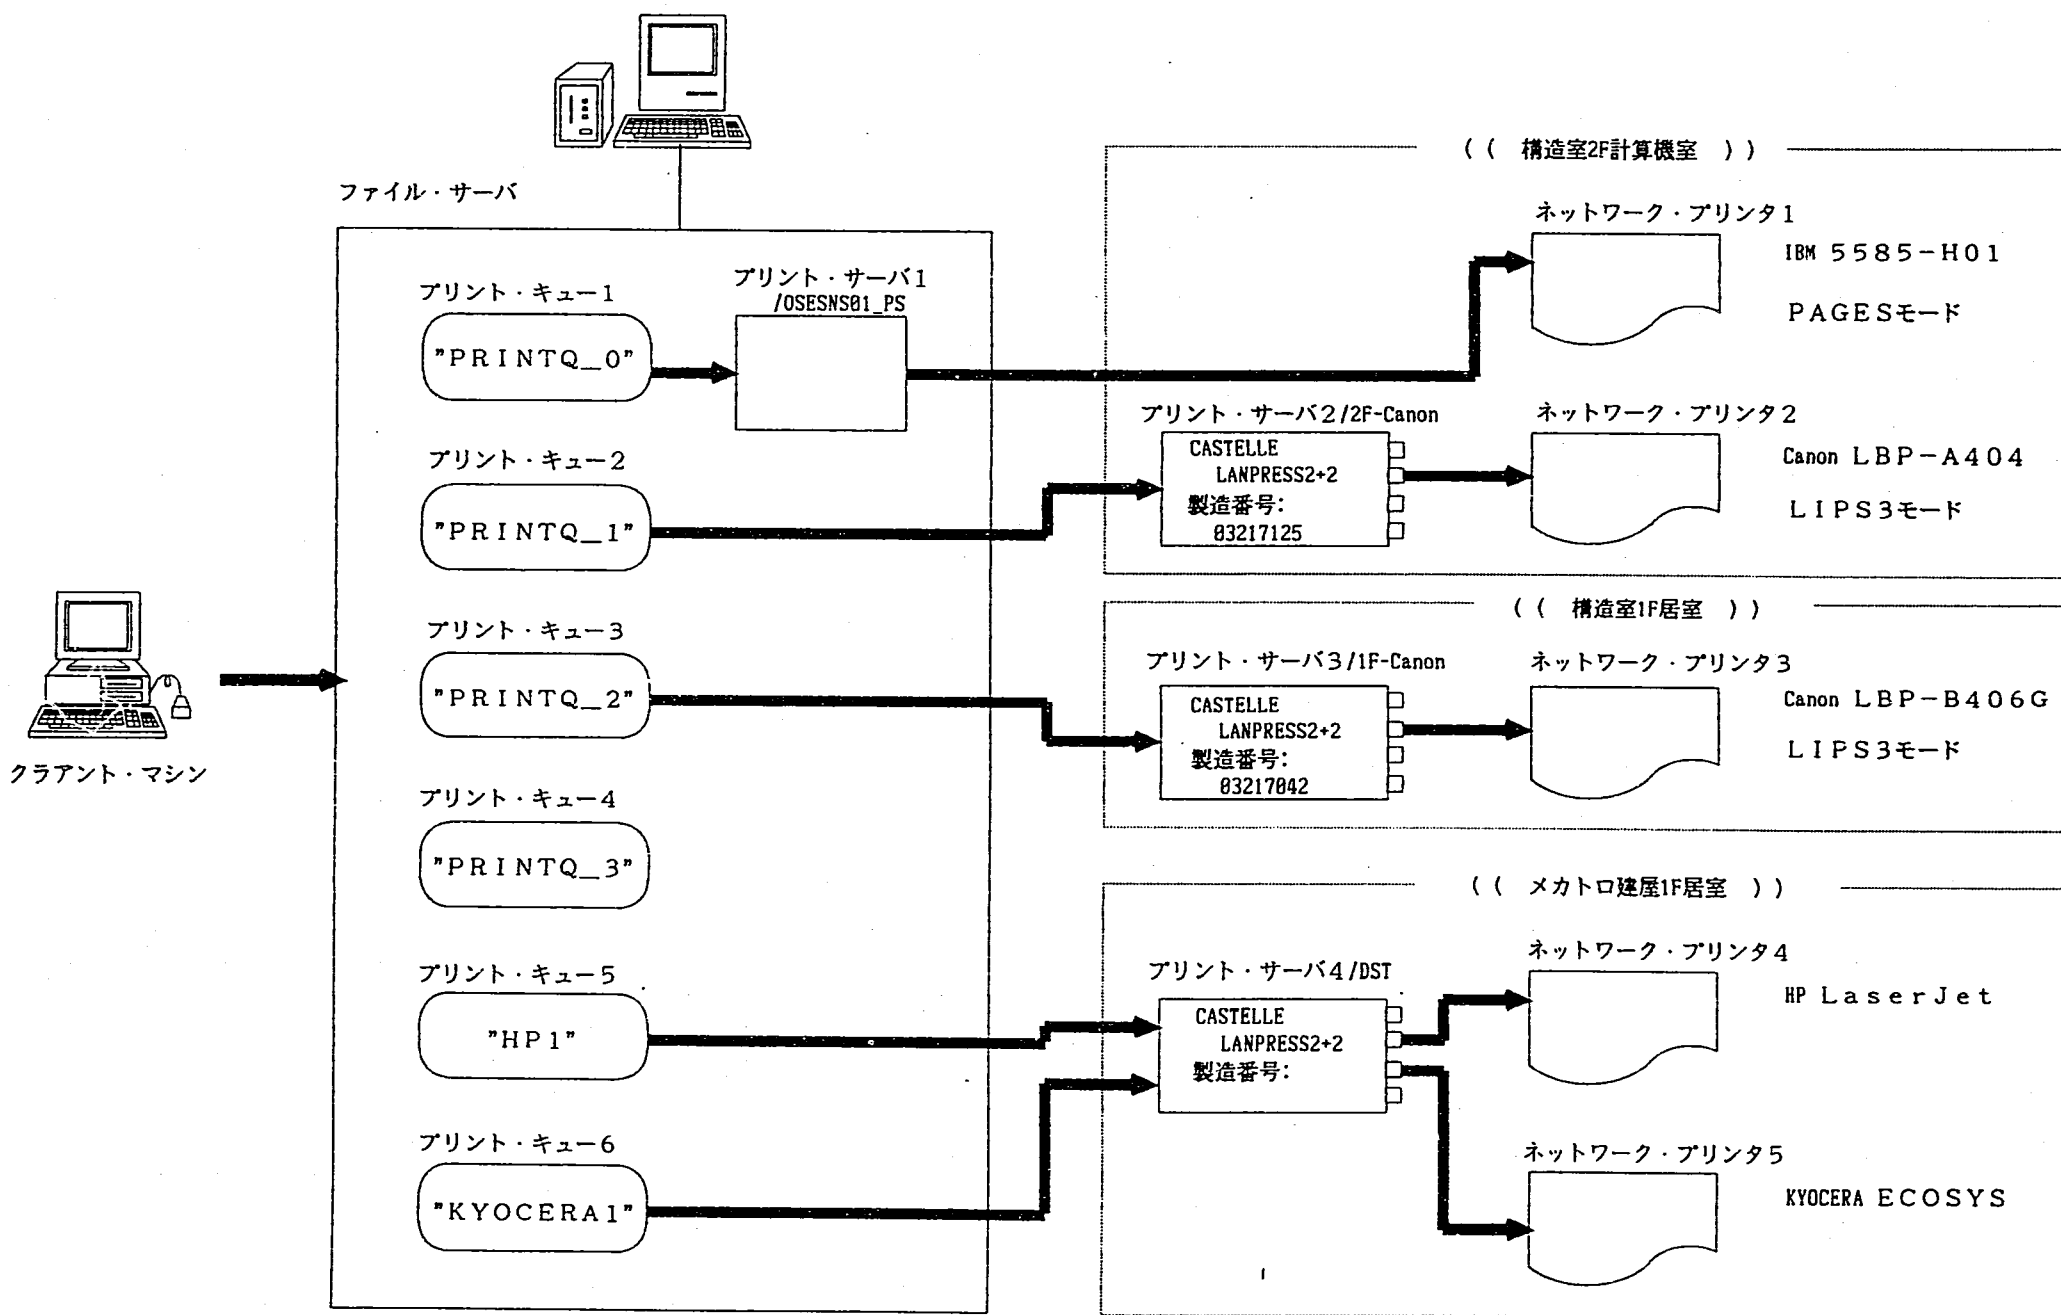 ファイル・サーバ
プリント・キュー1
"PRINTQ_0"
プリント・サーバ1
/OSESNS01_PS
プリント・キュー2
"PRINTQ_1"
プリント・キュー3
"PRINTQ_2"
プリント・キュー4
"PRINTQ_3"
プリント・キュー5
"HP1"
プリント・キュー6
"KYOCERA1"
クラアント・マシン
(( 構造室2F計算機室 ))
ネットワーク・プリンタ1
IBM 5585-H01
PAGESモード
プリント・サーバ2/2F-Canon
CASTELLE
LANPRESS2+2
製造番号:
03217125
ネットワーク・プリンタ2
Canon LBP-A404
LIPS3モード
(( 構造室1F居室 ))
プリント・サーバ3/1F-Canon
CASTELLE
LANPRESS2+2
製造番号:
03217042
ネットワーク・プリンタ3
Canon LBP-B406G
LIPS3モード
(( メカトロ建屋1F居室 ))
プリント・サーバ4/DST
CASTELLE
LANPRESS2+2
製造番号:
ネットワーク・プリンタ4
HP LaserJet
ネットワーク・プリンタ5
KYOCERA ECOSYS